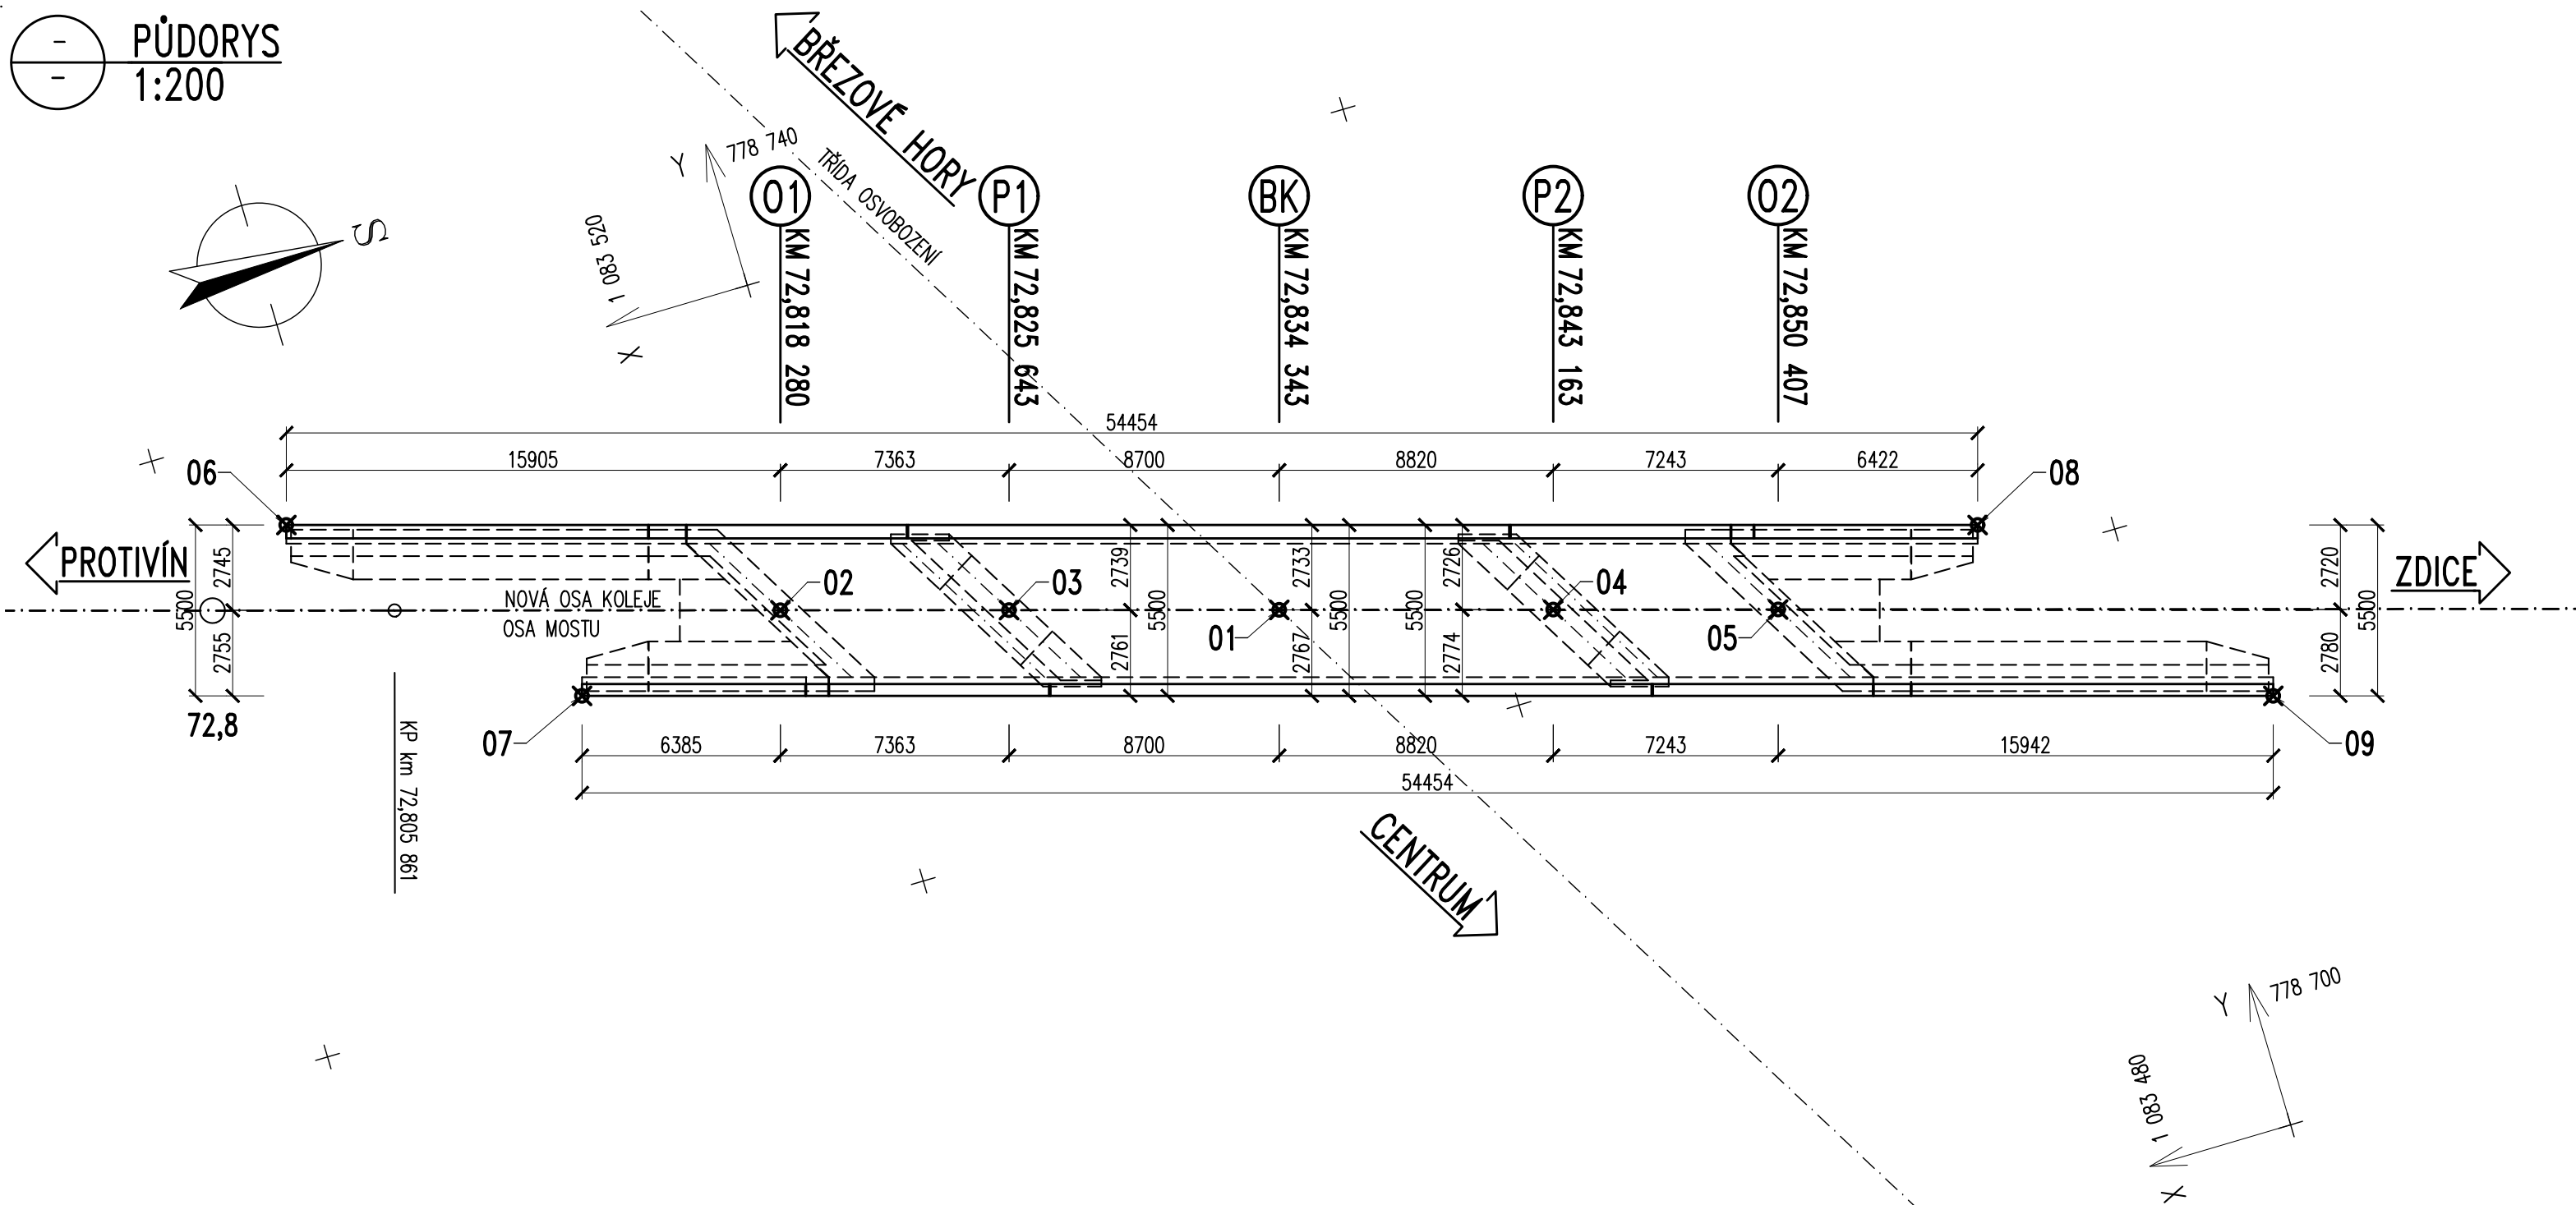 PŮDORYS
1:200
-
-
S
BŘEZOVÉ HORY
TŘÍDA OSVOBOZENÍ
Y
778 740
1 083 520
X
O1
KM 72,818 280
P1
KM 72,825 643
BK
KM 72,834 343
P2
KM 72,843 163
O2
KM 72,850 407
54454
15905
7363
8700
8820
7243
6422
06
08
PROTIVÍN
ZDICE
5500
2745
2755
NOVÁ OSA KOLEJE
OSA MOSTU
02
03
2739
2761
5500
01
2733
2767
5500
5500
2726
2774
04
05
2720
2780
5500
72,8
KP km 72,805 861
07
09
6385
7363
8700
8820
7243
15942
54454
CENTRUM
Y
778 700
1 083 480
X